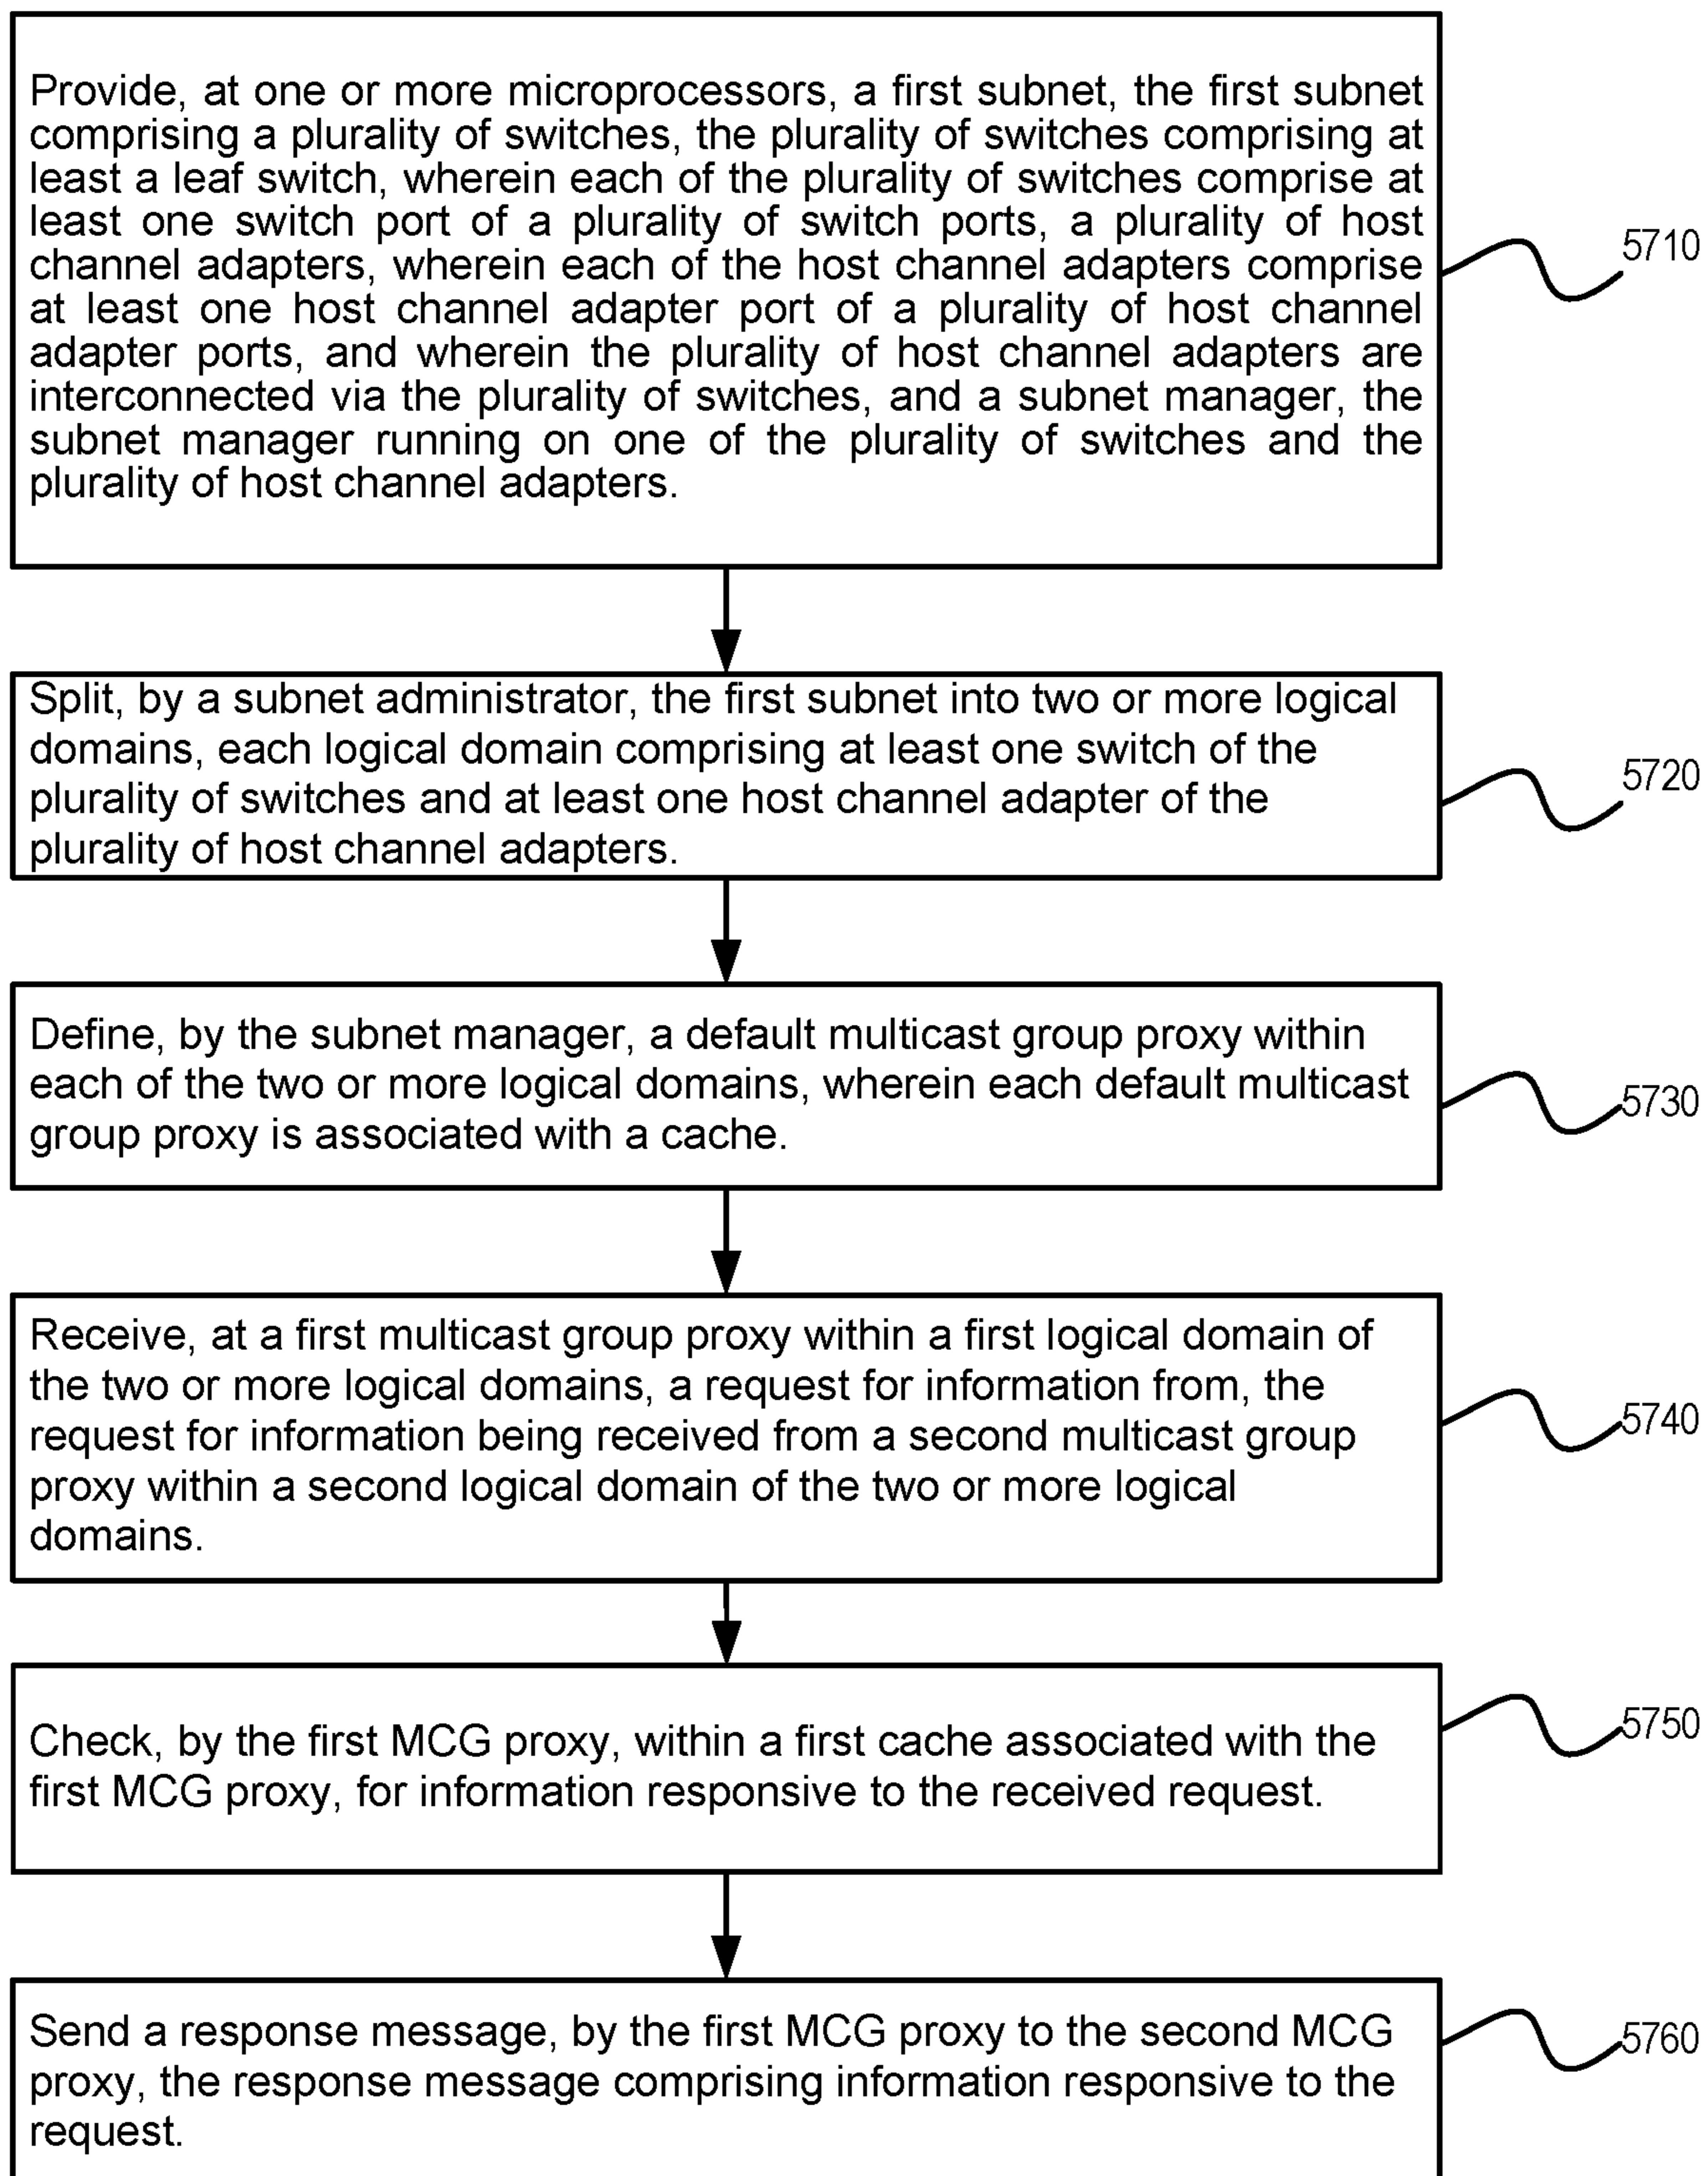 Provide, at one or more microprocessors, a first subnet, the first subnet
comprising a plurality of switches, the plurality of switches comprising at
least a leaf switch, wherein each of the plurality of switches comprise at
least one switch port of a plurality of switch ports, a plurality of host
channel adapters, wherein each of the host channel adapters comprise
at least one host channel adapter port of a plurality of host channel
adapter ports, and wherein the plurality of host channel adapters are
interconnected via the plurality of switches, and a subnet manager, the
subnet manager running on one of the plurality of switches and the
plurality of host channel adapters.
5710
Split, by a subnet administrator, the first subnet into two or more logical
domains, each logical domain comprising at least one switch of the
plurality of switches and at least one host channel adapter of the
plurality of host channel adapters.
5720
Define, by the subnet manager, a default multicast group proxy within
each of the two or more logical domains, wherein each default multicast
group proxy is associated with a cache.
5730
Receive, at a first multicast group proxy within a first logical domain of
the two or more logical domains, a request for information from, the
request for information being received from a second multicast group
proxy within a second logical domain of the two or more logical
domains.
5740
Check, by the first MCG proxy, within a first cache associated with the
first MCG proxy, for information responsive to the received request.
5750
Send a response message, by the first MCG proxy to the second MCG
proxy, the response message comprising information responsive to the
request.
5760